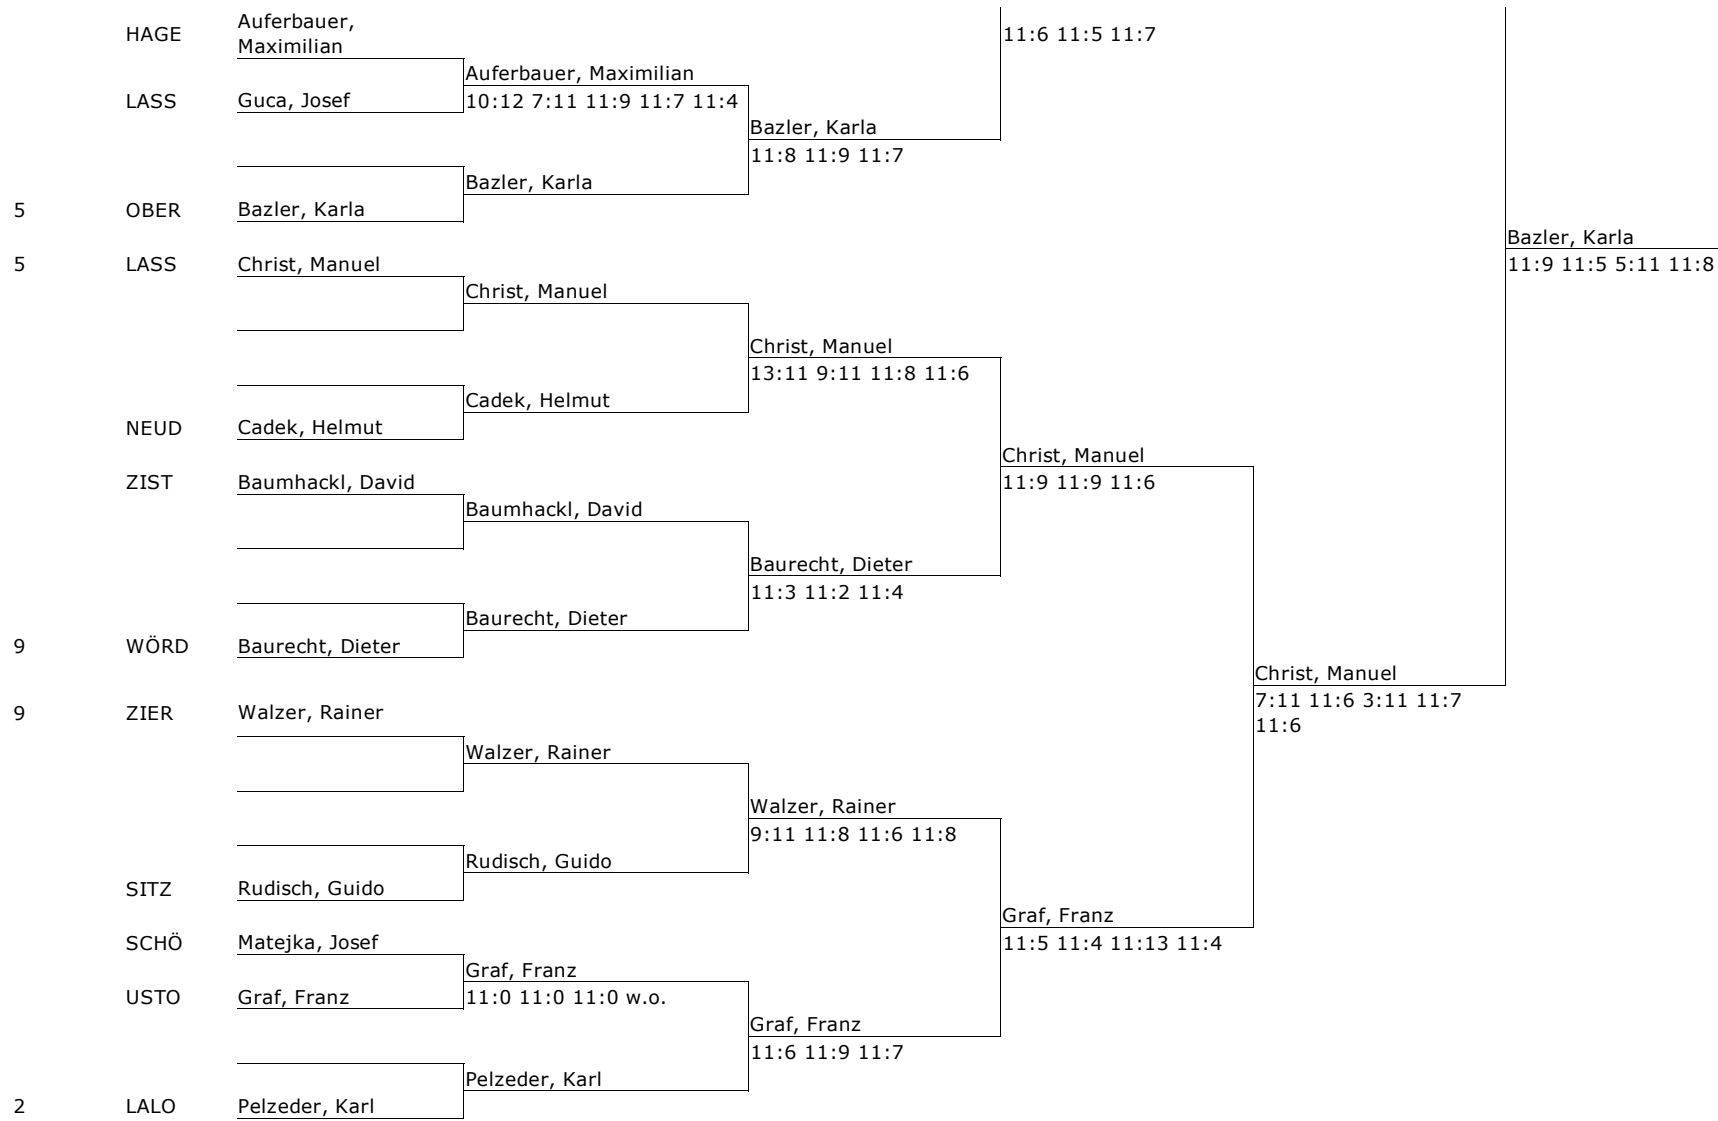 Auferbauer,
HAGE Maximilian 11:6 11:5 11:7
Auferbauer, Maximilian
LASS Guca, Josef 10:12 7:11 11:9 11:7 11:4
Bazler, Karla
11:8 11:9 11:7
Bazler, Karla
5 OBER Bazler, Karla
Bazler, Karla
5 LASS Christ, Manuel 11:9 11:5 5:11 11:8
Christ, Manuel
Christ, Manuel
13:11 9:11 11:8 11:6
Cadek, Helmut
NEUD Cadek, Helmut
Christ, Manuel
ZIST Baumhackl, David 11:9 11:9 11:6
Baumhackl, David
Baurecht, Dieter
11:3 11:2 11:4
Baurecht, Dieter
9 WÖRD Baurecht, Dieter
Christ, Manuel
7:11 11:6 3:11 11:7
9 ZIER Walzer, Rainer
11:6
Walzer, Rainer
Walzer, Rainer
9:11 11:8 11:6 11:8
Rudisch, Guido
SITZ Rudisch, Guido
Graf, Franz
SCHÖ Matejka, Josef 11:5 11:4 11:13 11:4
Graf, Franz
USTO Graf, Franz 11:0 11:0 11:0 w.o.
Graf, Franz
11:6 11:9 11:7
Pelzeder, Karl
2 LALO Pelzeder, Karl